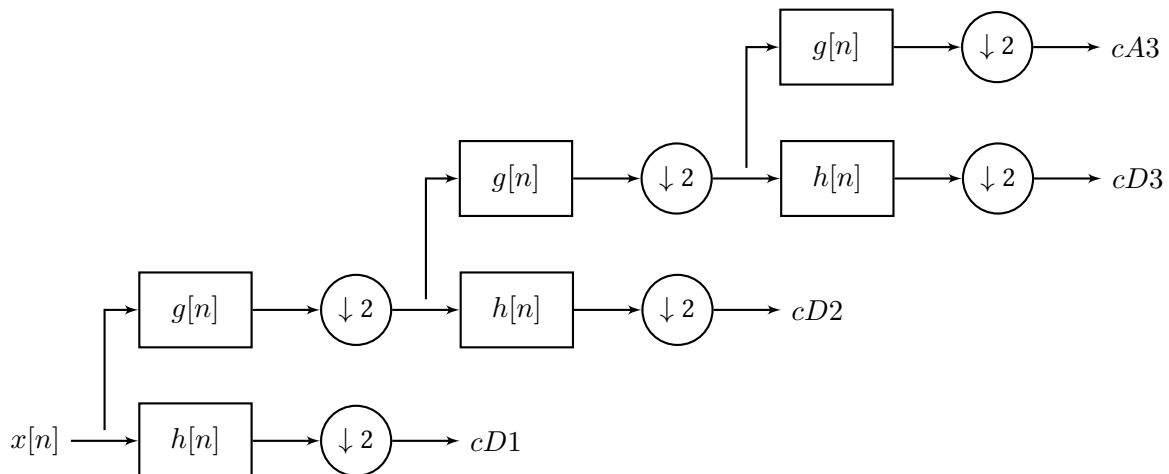 g[n] ↓ 2 cA3
g[n] ↓ 2 h[n] ↓ 2 cD3
g[n] ↓ 2 h[n] ↓ 2 cD2
x[n] h[n] ↓ 2 cD1